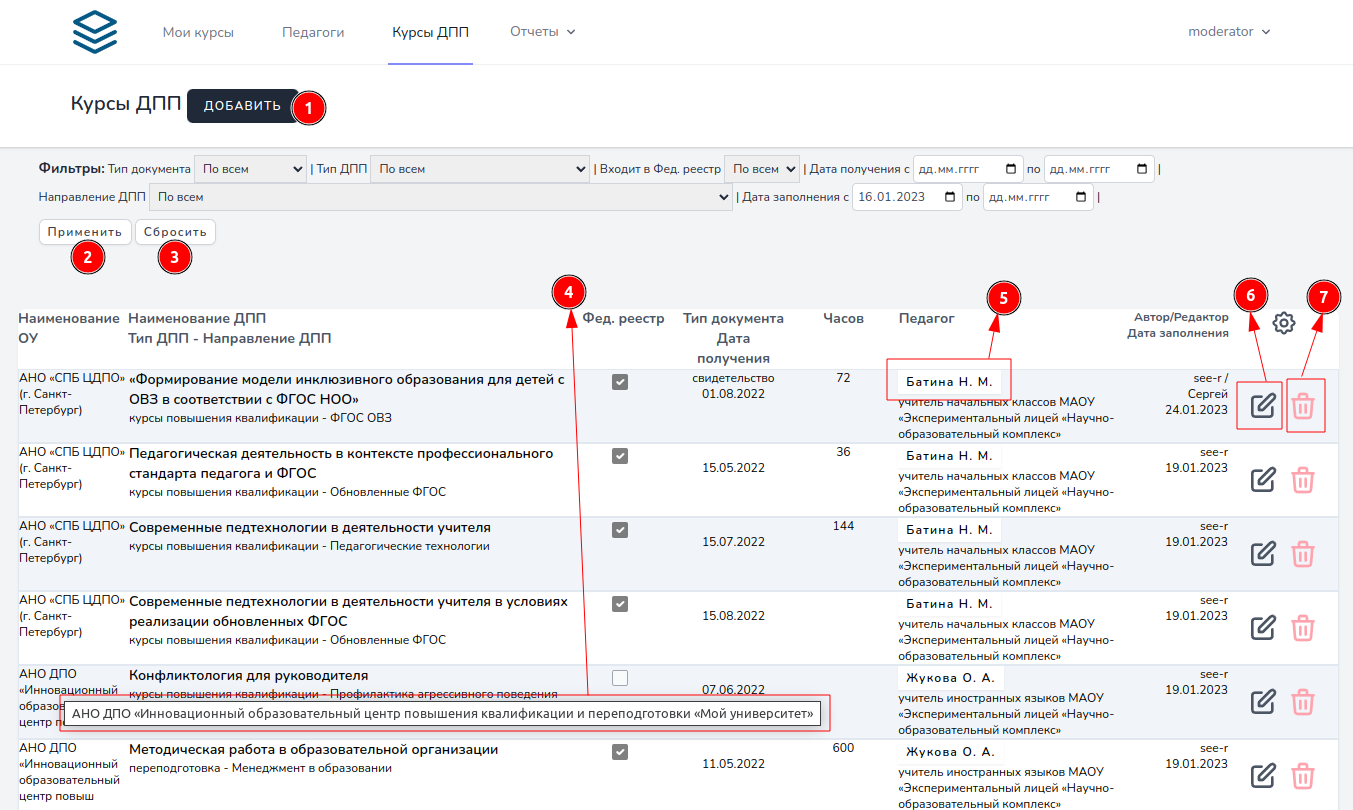 Мои курсы Педагоги Курсы ДПП Отчеты moderator
Курсы ДПП ДОБАВИТЬ 1
Фильтры: Тип документа По всем | Тип ДПП По всем | Входит в Фед. реестр По всем | Дата получения с дд.мм.гггг по дд.мм.гггг |
Направление ДПП По всем | Дата заполнения с 16.01.2023 по дд.мм.гггг |
Применить Сбросить
2 3
4 5 6 7
Наименование ОУ
Наименование ДПП
Тип ДПП - Направление ДПП
Фед. реестр
Тип документа
Дата
получения
Часов
Педагог
Автор/Редактор
Дата заполнения
АНО «СПБ ЦДПО»
(г. Санкт-
Петербург)
«Формирование модели инклюзивного образования для детей с
ОВЗ в соответствии с ФГОС НОО»
курсы повышения квалификации - ФГОС ОВЗ
свидетельство
01.08.2022
72
Батина Н. М.
учитель начальных классов МАОУ
«Экспериментальный лицей «Научно-
образовательный комплекс»
see-r /
Сергей
24.01.2023
АНО «СПБ ЦДПО»
(г. Санкт-
Петербург)
Педагогическая деятельность в контексте профессионального
стандарта педагога и ФГОС
курсы повышения квалификации - Обновленные ФГОС
15.05.2022
36
Батина Н. М.
учитель начальных классов МАОУ
«Экспериментальный лицей «Научно-
образовательный комплекс»
see-r
19.01.2023
АНО «СПБ ЦДПО»
(г. Санкт-
Петербург)
Современные педтехнологии в деятельности учителя
курсы повышения квалификации - Педагогические технологии
15.07.2022
144
Батина Н. М.
учитель начальных классов МАОУ
«Экспериментальный лицей «Научно-
образовательный комплекс»
see-r
19.01.2023
АНО «СПБ ЦДПО»
(г. Санкт-
Петербург)
Современные педтехнологии в деятельности учителя в условиях
реализации обновленных ФГОС
курсы повышения квалификации - Обновленные ФГОС
15.08.2022
Батина Н. М.
учитель начальных классов МАОУ
«Экспериментальный лицей «Научно-
образовательный комплекс»
see-r
19.01.2023
АНО ДПО
«Инновационный
центр
Конфликтология для руководителя
курсы повышения квалификации - Профилактика агрессивного поведения
07.06.2022
Жукова О. А.
учитель иностранных языков МАОУ
«Экспериментальный лицей «Научно-
образовательный комплекс»
see-r
19.01.2023
АНО ДПО «Инновационный образовательный центр повышения квалификации и переподготовки «Мой университет»
АНО ДПО
«Инновационный
образовательный
центр повыш
Методическая работа в образовательной организации
переподготовка - Менеджмент в образовании
11.05.2022
600
Жукова О. А.
учитель иностранных языков МАОУ
«Экспериментальный лицей «Научно-
образовательный комплекс»
see-r
19.01.2023